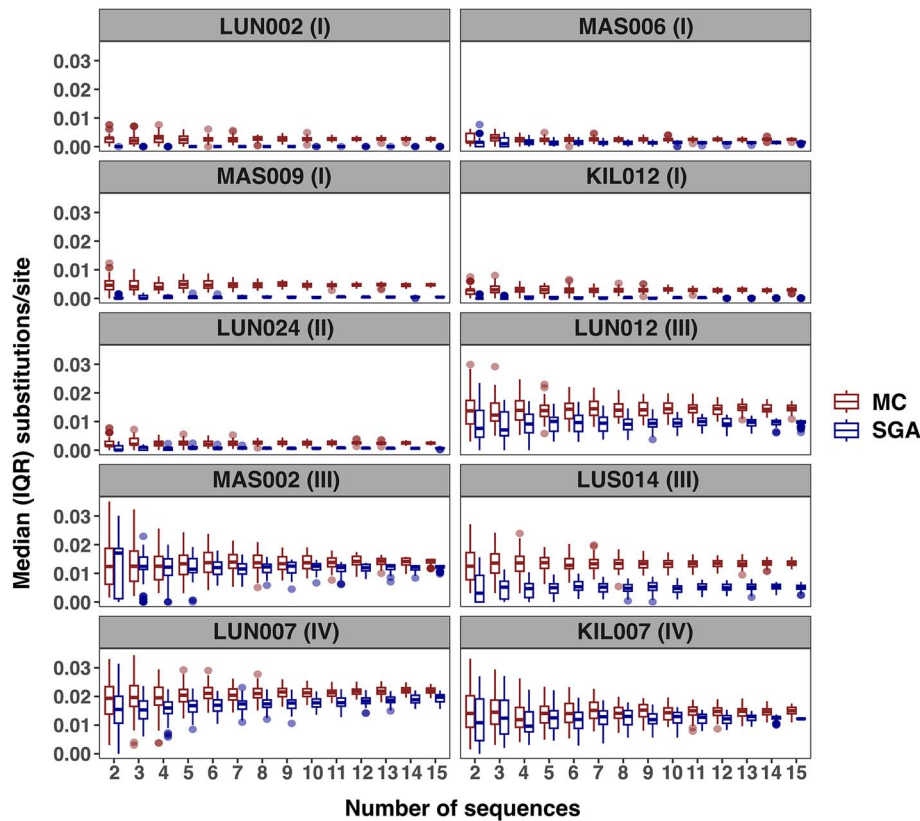 LUN002 (I)
MAS006 (I)
0.03
0.02
0.01
0.00
MAS009 (I)
KIL012 (I)
0.03
0.02
0.01
0.00
LUN024 (II)
LUN012 (III)
0.03
0.02
0.01
0.00
MAS002 (III)
LUS014 (III)
0.03
0.02
0.01
0.00
LUN007 (IV)
KIL007 (IV)
0.03
0.02
0.01
0.00
2 3 4 5 6 7 8 9 10 11 12 13 14 15
2 3 4 5 6 7 8 9 10 11 12 13 14 15
Median (IQR) substitutions/site
Number of sequences
MC
SGA